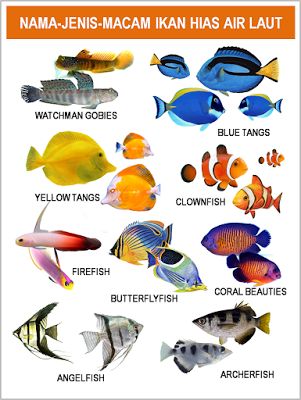 NAMA-JENIS-MACAM IKAN HIAS AIR LAUT
WATCHMAN GOBIES
BLUE TANGS
YELLOW TANGS
CLOWNFISH
FIREFISH
BUTTERFLYFISH
CORAL BEAUTIES
ANGELFISH
ARCHERFISH